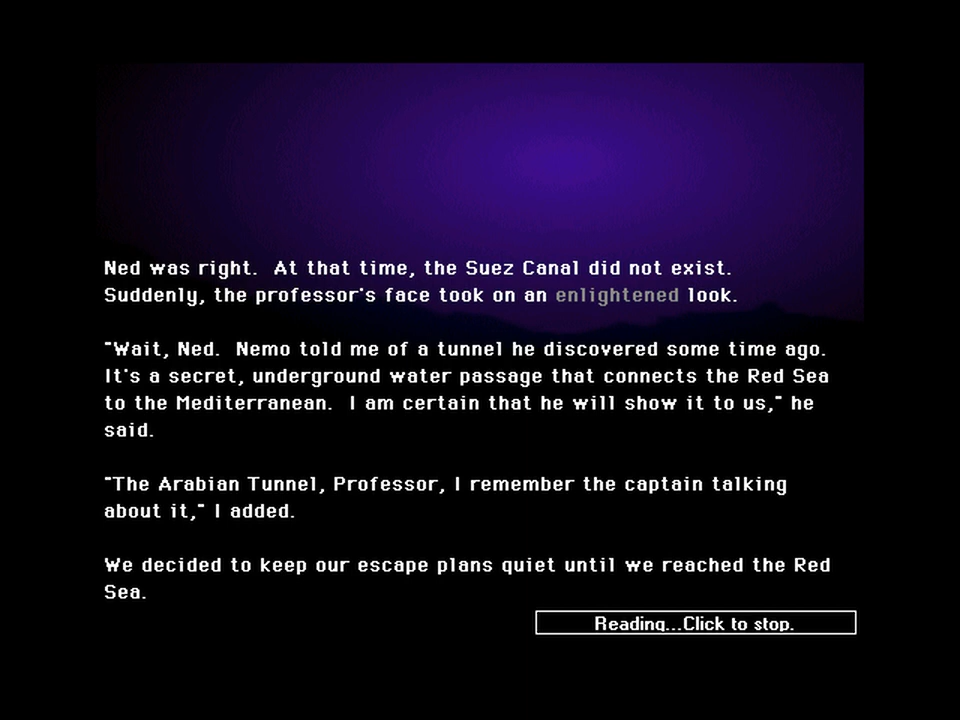 Ned was right.  At that time, the Suez Canal did not exist.
Suddenly, the professor's face took on an enlightened look.
"Wait, Ned.  Nemo told me of a tunnel he discovered some time ago.
It's a secret, underground water passage that connects the Red Sea
to the Mediterranean.  I am certain that he will show it to us," he
said.
"The Arabian Tunnel, Professor, I remember the captain talking
about it," I added.
We decided to keep our escape plans quiet until we reached the Red
Sea.
Reading...Click to stop.